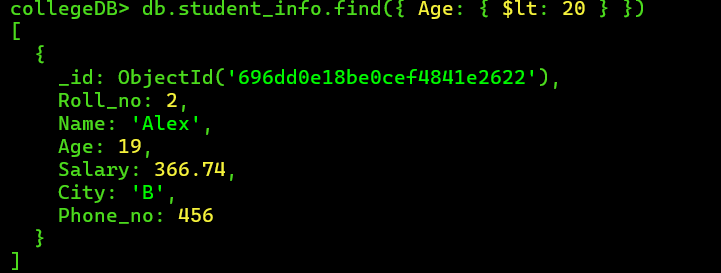 collegeDB> db.student_info.find({ Age: { $lt: 20 } })
[
  {
    _id: ObjectId('696dd0e18be0cef4841e2622'),
    Roll_no: 2,
    Name: 'Alex',
    Age: 19,
    Salary: 366.74,
    City: 'B',
    Phone_no: 456
  }
]